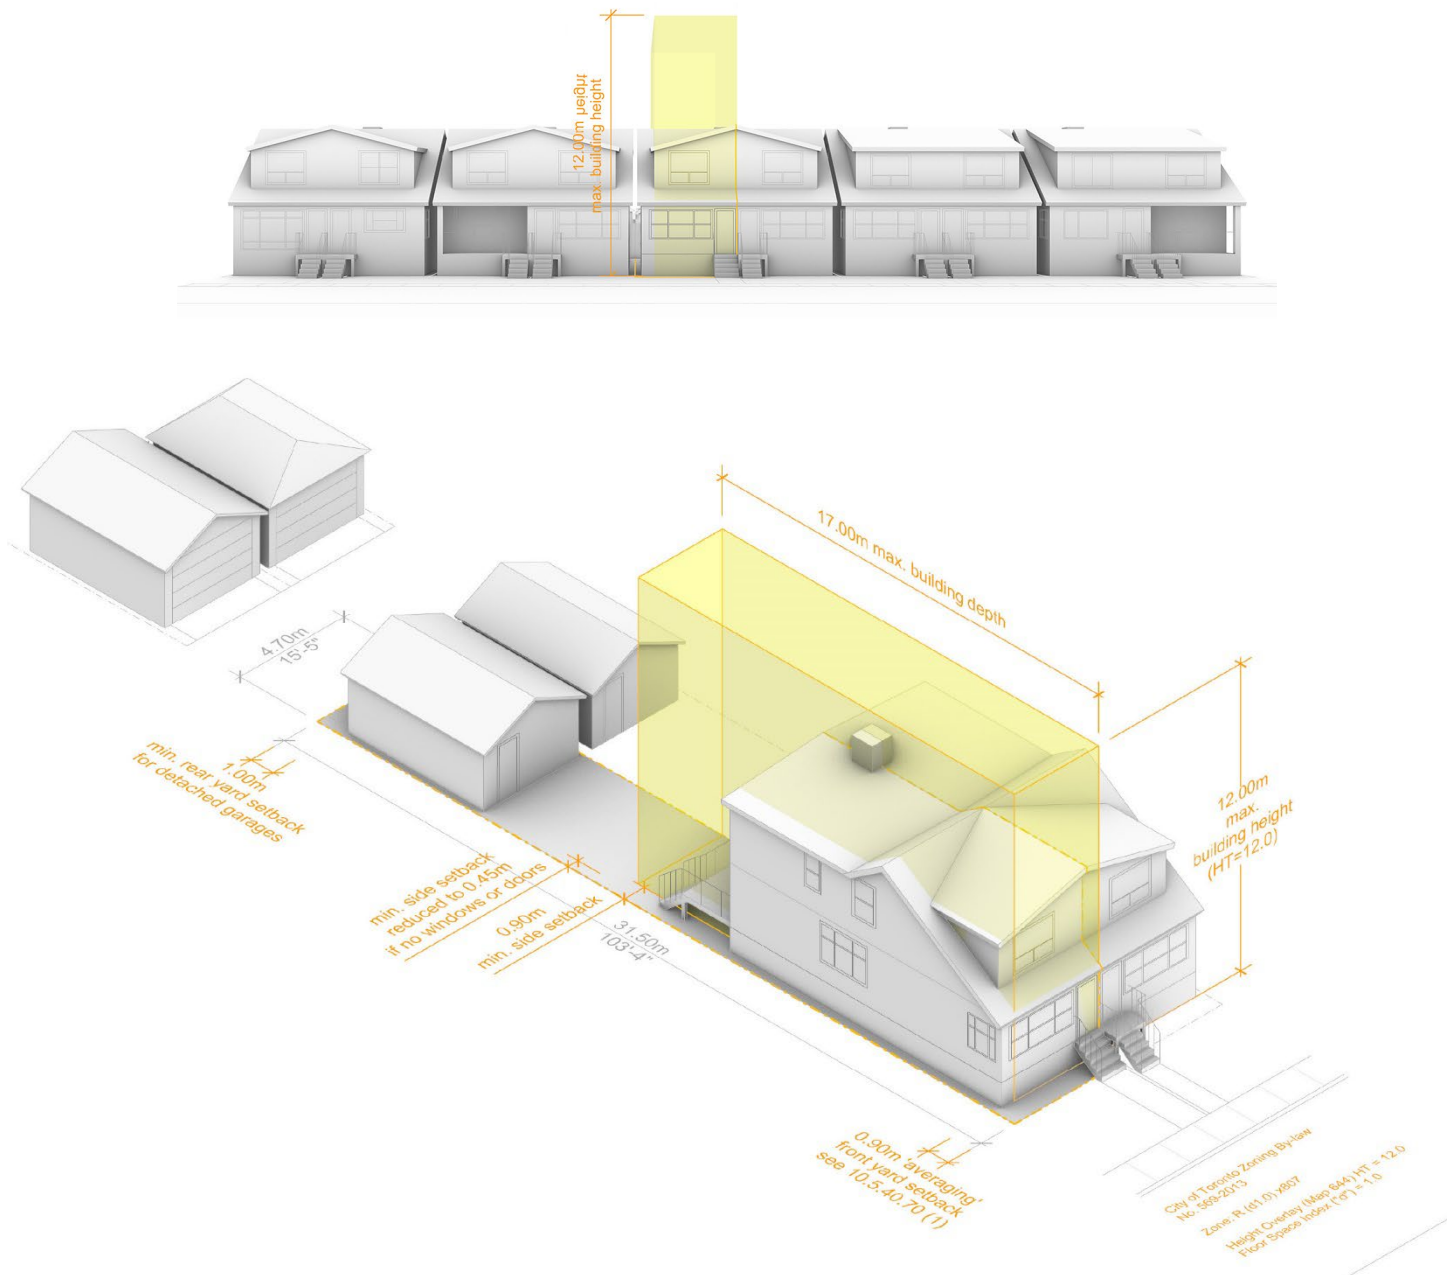 12.00m height
max. building height
17.00m max. building depth
4.70m
15'-5"
12.00m
max.
building height
(HT=12.0)
min. rear yard setback
1.00m
for detached garages
min. side setback
reduced to 0.45m
if no windows or doors
0.90m
min. side setback
31.50m
103'-4"
0.90m 'averaging'
front yard setback
see 10.5.40.70 (1)
City of Toronto Zoning By-law
No. 569-2013
Zone: R (d1.0) x807
Height Overlay (Map 644) HT = 12.0
Floor Space Index ("d") = 1.0